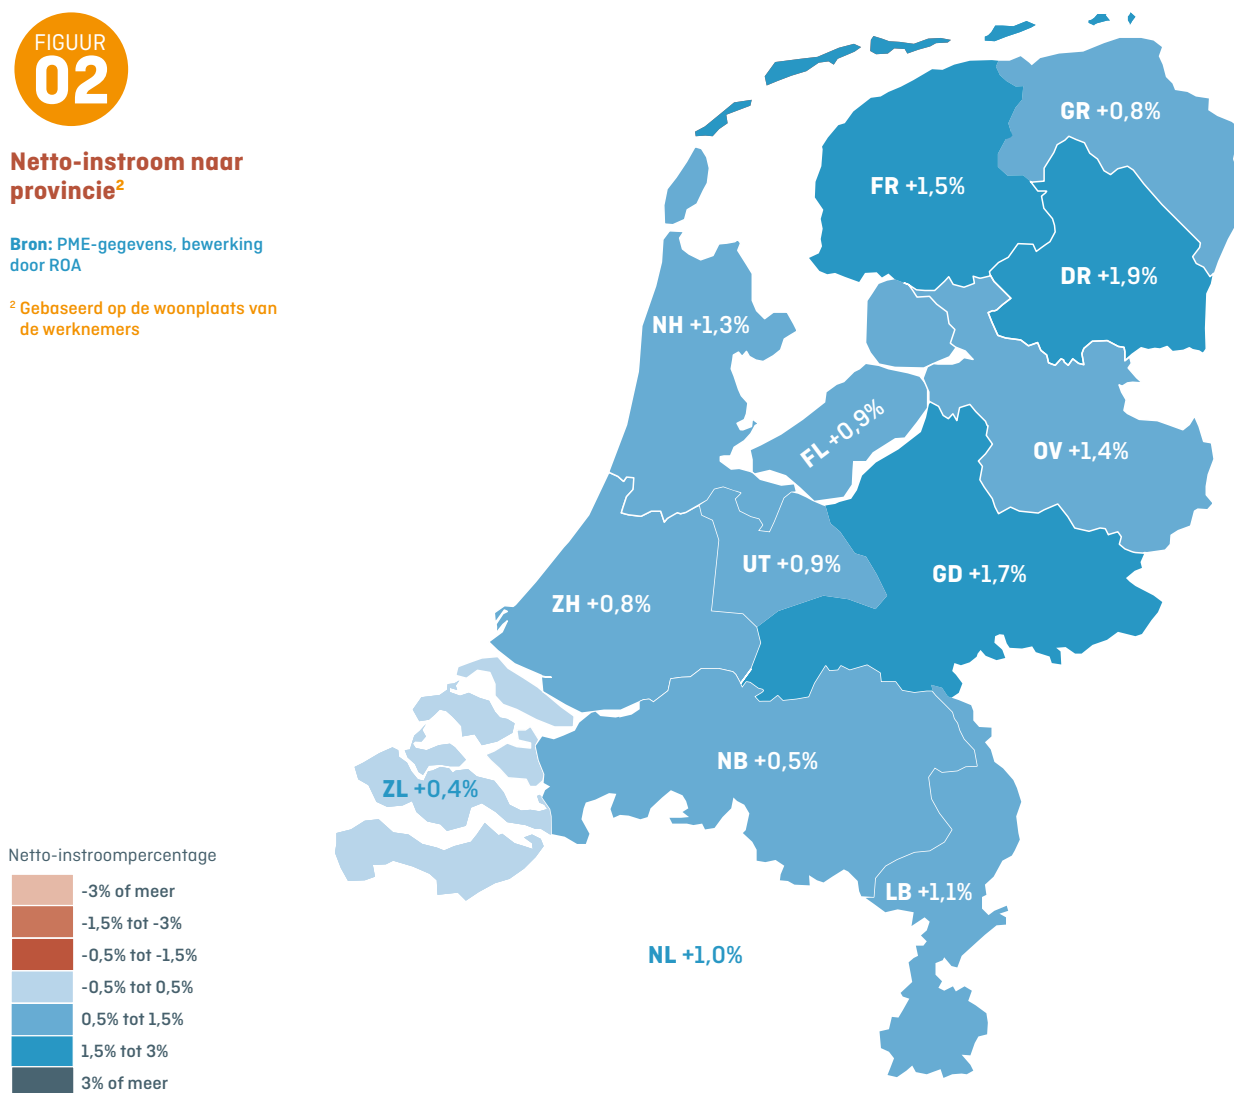 FIGUUR
02
Netto-instroom naar
provincie²
Bron: PME-gegevens, bewerking
door ROA
² Gebaseerd op de woonplaats van
de werknemers
GR +0,8%
FR +1,5%
DR +1,9%
NH +1,3%
FL +0,9%
OV +1,4%
UT +0,9%
GD +1,7%
ZH +0,8%
NB +0,5%
ZL +0,4%
LB +1,1%
NL +1,0%
Netto-instroompercentage
-3% of meer
-1,5% tot -3%
-0,5% tot -1,5%
-0,5% tot 0,5%
0,5% tot 1,5%
1,5% tot 3%
3% of meer